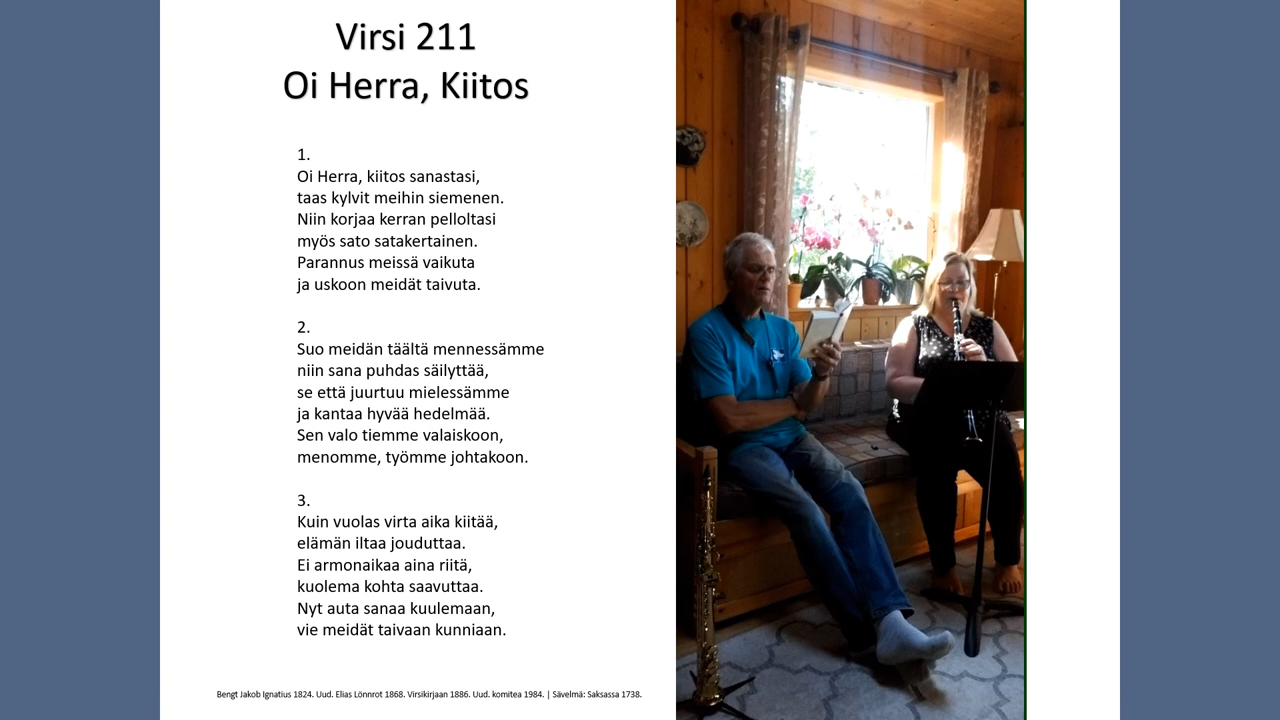 Virsi 211
Oi Herra, Kiitos
1.
Oi Herra, kiitos sanastasi,
taas kylvit meihin siemenen.
Niin korjaa kerran pelloltasi
myös sato satakertainen.
Parannus meissä vaikuta
ja uskoon meidät taivuta.
2.
Suo meidän täältä mennessämme
niin sana puhdas säilyttää,
se että juurtuu mielessämme
ja kantaa hyvää hedelmää.
Sen valo tiemme valaiskoon,
menomme, työmme johtakoon.
3.
Kuin vuolas virta aika kiitää,
elämän iltaa jouduttaa.
Ei armonaikaa aina riitä,
kuolema kohta saavuttaa.
Nyt auta sanaa kuulemaan,
vie meidät taivaan kunniaan.
Bengt Jakob Ignatius 1824. Uud. Elias Lönnrot 1868. Virsikirjaan 1886. Uud. komitea 1984. | Sävelmä: Saksassa 1738.